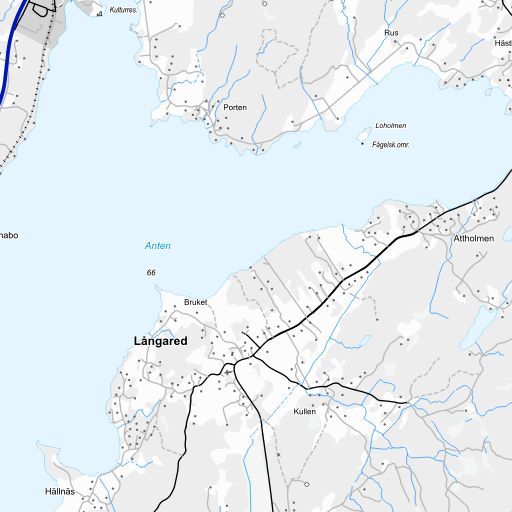 Kulturres.
Rus
Häst
Porten
Loholmen
Fågelsk.omr.
nabo
Anten
Attholmen
66
Bruket
Långared
Kullen
Hällnäs